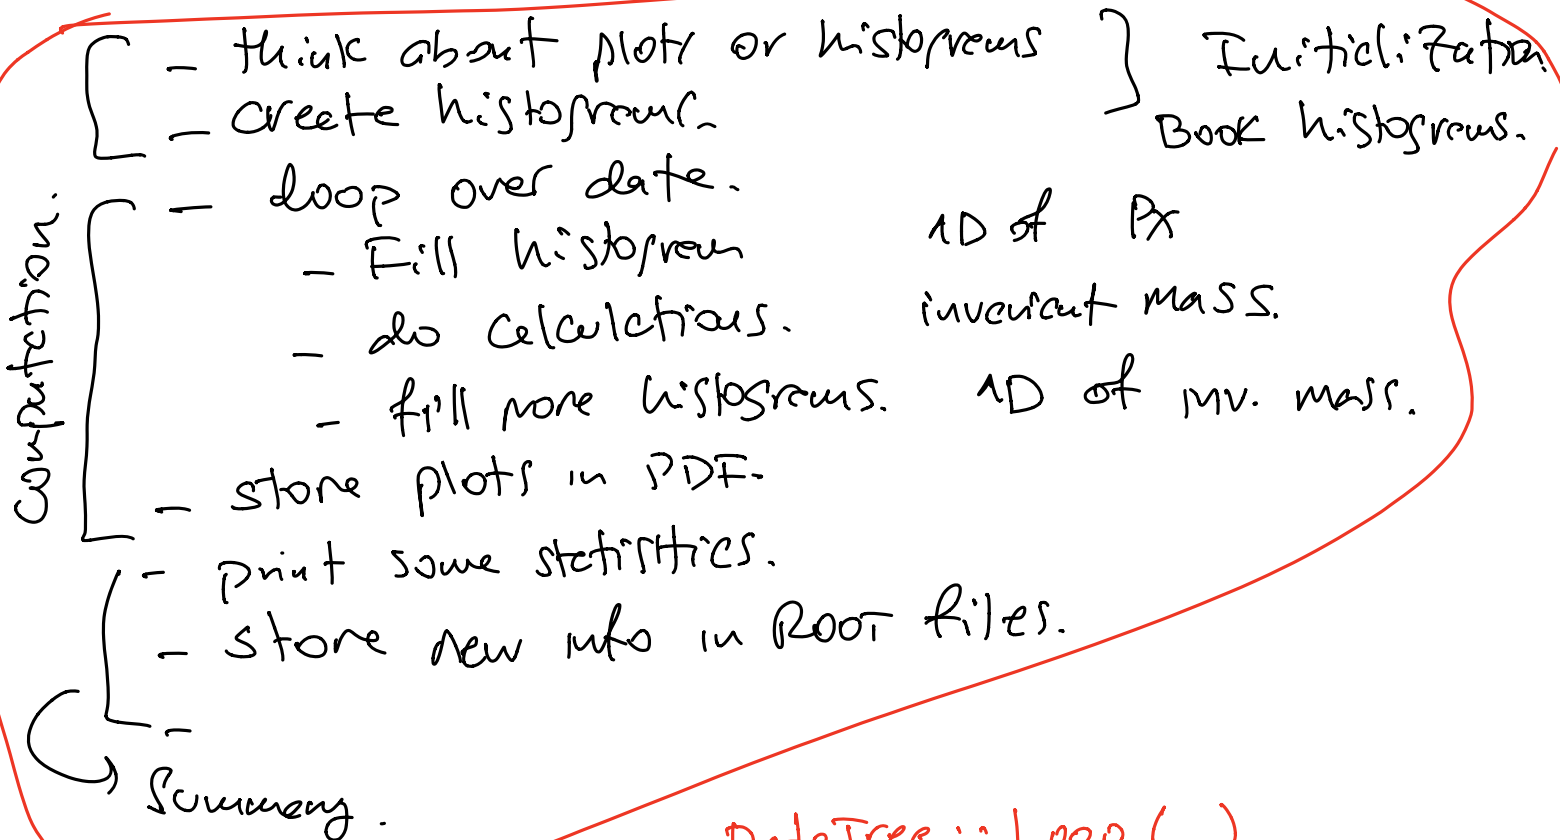 - think about plots or histograms
Initialization
- create histograms.
Book histograms.
- loop over data.
- Fill histogram
1D of Px
- do calculations.
invariant mass.
- fill more histograms.
1D of inv. mass.
computation.
- store plots in PDF.
- print some statistics.
- store new info in ROOT files.
-
Summary.
DataTree::Loop()